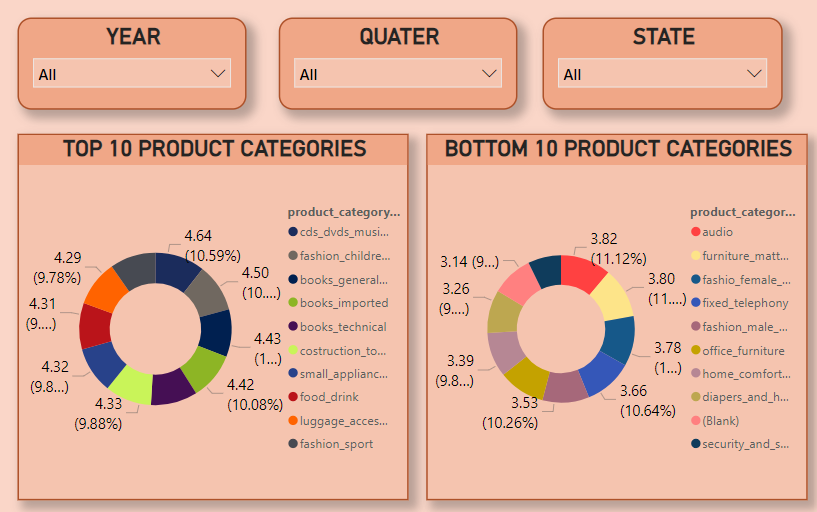 YEAR
All
QUATER
All
STATE
All
TOP 10 PRODUCT CATEGORIES
4.64
(10.59%)
4.50
(10....)
4.43
(1...)
4.42
(10.08%)
4.33
(9.88%)
4.32
(9.8...)
4.31
(9....)
4.29
(9.78%)
product_category...
cds_dvds_musi...
fashion_childre...
books_general...
books_imported
books_technical
costruction_to...
small_applianc...
food_drink
luggage_acces...
fashion_sport
BOTTOM 10 PRODUCT CATEGORIES
3.82
(11.12%)
3.80
(11....)
3.78
(1...)
3.66
(10.64%)
3.53
(10.26%)
3.39
(9.8...)
3.26
(9....)
3.14 (9...)
product_categor...
audio
furniture_matt...
fashio_female_...
fixed_telephony
fashion_male_...
office_furniture
home_comfort...
diapers_and_h...
(Blank)
security_and_s...